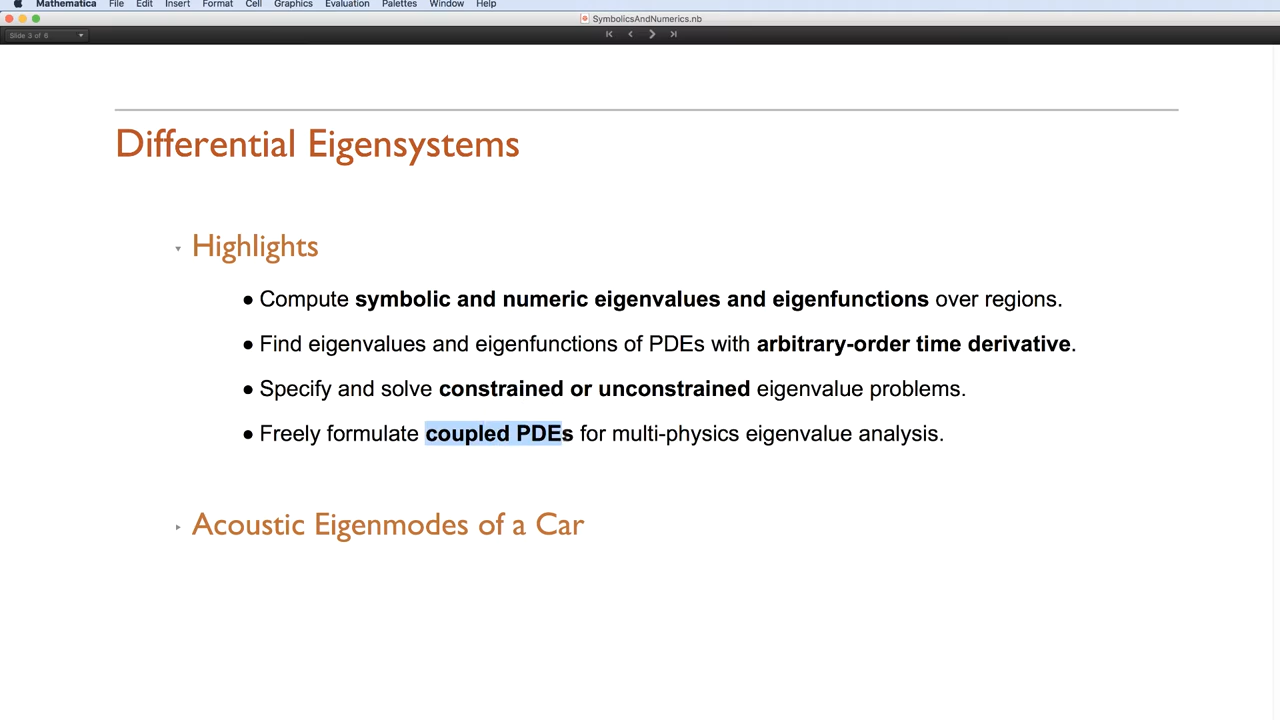 Mathematica File Edit Insert Format Cell Graphics Evaluation Palettes Window Help
SymbolicsAndNumerics.nb
Slide 3 of 6
Differential Eigensystems
Highlights
● Compute symbolic and numeric eigenvalues and eigenfunctions over regions.
● Find eigenvalues and eigenfunctions of PDEs with arbitrary-order time derivative.
● Specify and solve constrained or unconstrained eigenvalue problems.
● Freely formulate coupled PDEs for multi-physics eigenvalue analysis.
Acoustic Eigenmodes of a Car